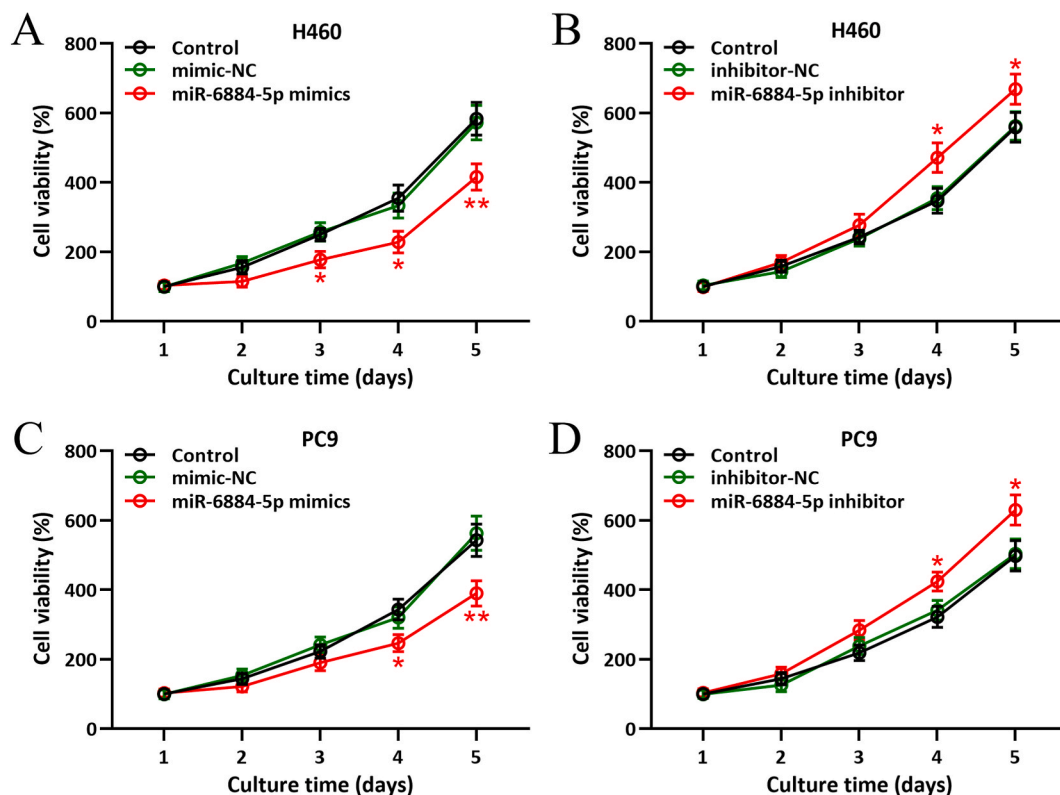 A
H460
Control
mimic-NC
miR-6884-5p mimics
Cell viability (%)
800
600
400
200
0
*
*
**
1 2 3 4 5
Culture time (days)
B
H460
Control
inhibitor-NC
miR-6884-5p inhibitor
Cell viability (%)
800
600
400
200
0
*
*
1 2 3 4 5
Culture time (days)
C
PC9
Control
mimic-NC
miR-6884-5p mimics
Cell viability (%)
800
600
400
200
0
*
**
1 2 3 4 5
Culture time (days)
D
PC9
Control
inhibitor-NC
miR-6884-5p inhibitor
Cell viability (%)
800
600
400
200
0
*
*
1 2 3 4 5
Culture time (days)